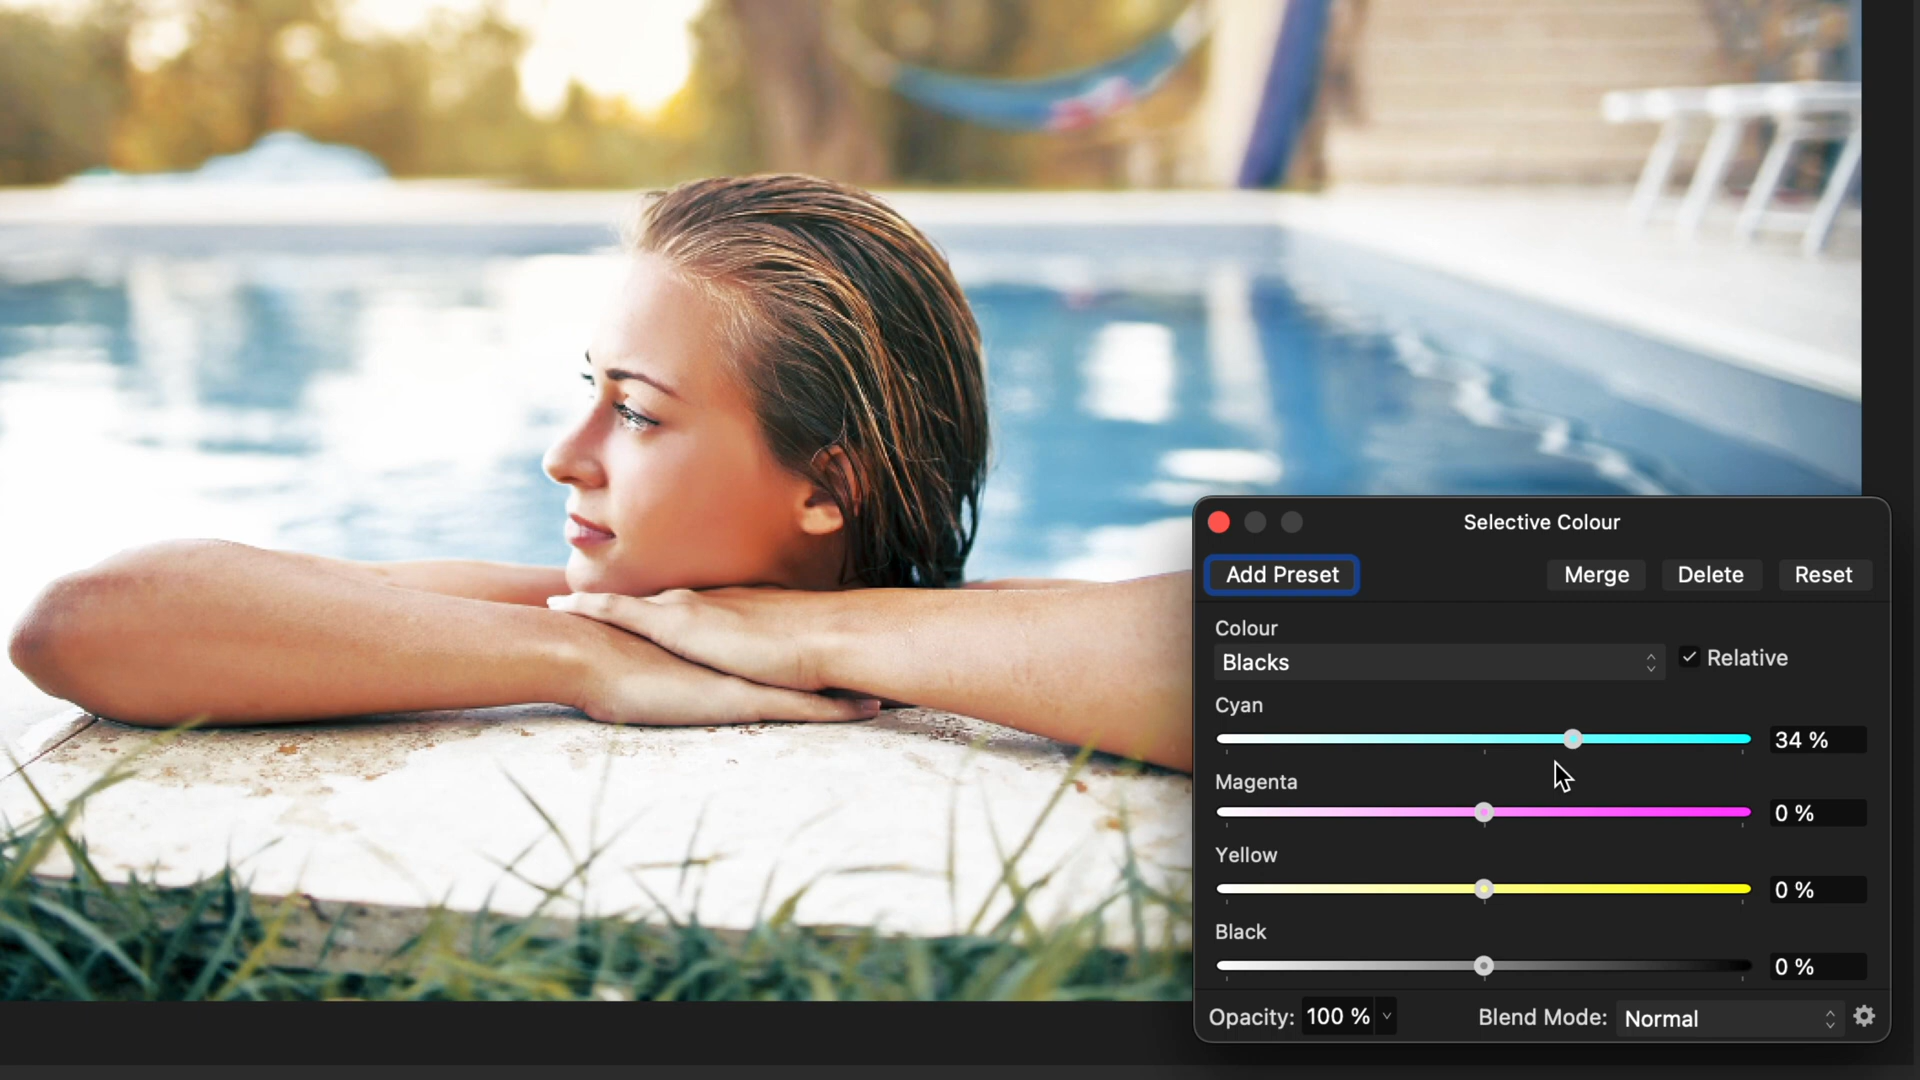 Selective Colour
Add Preset Merge Delete Reset
Colour
Blacks Relative
Cyan
34 %
Magenta
0 %
Yellow
0 %
Black
0 %
Opacity: 100 % Blend Mode: Normal